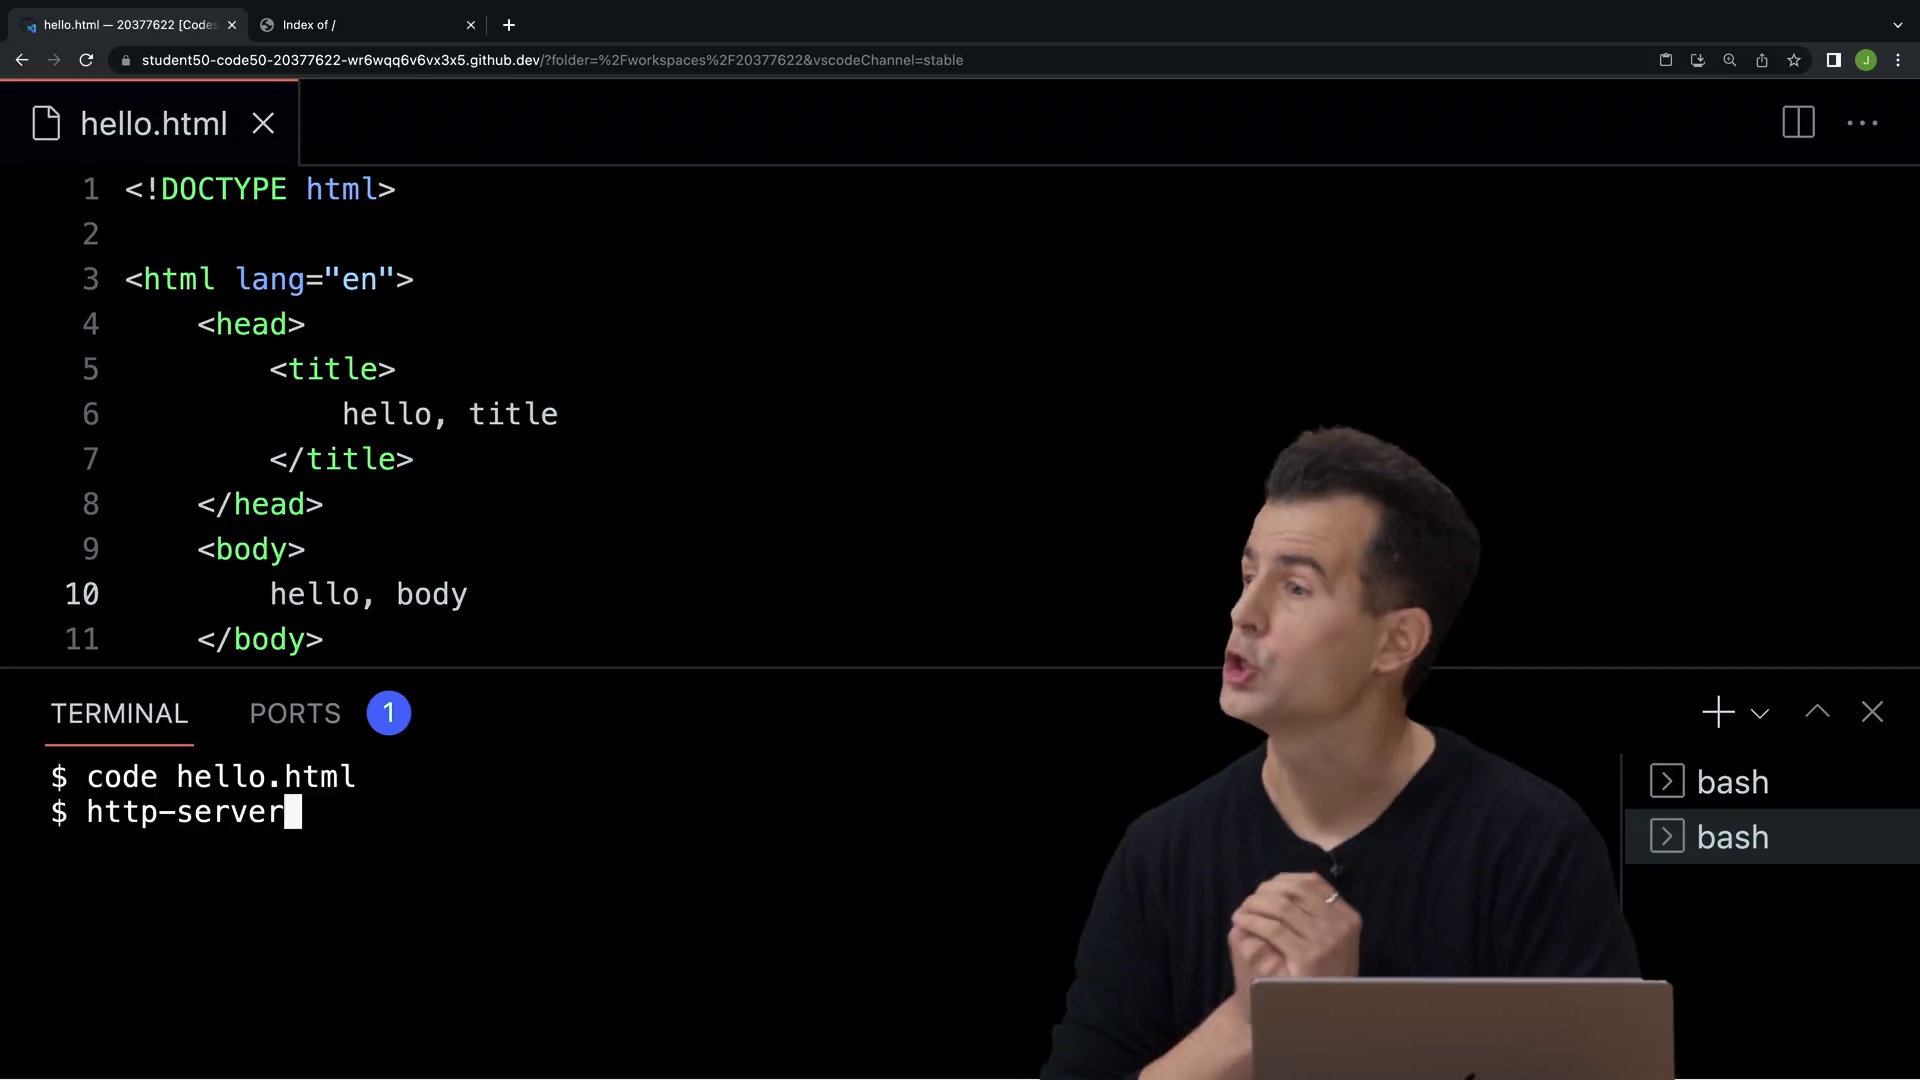 hello.html — 20377622 [Codes
Index of /
student50-code50-20377622-wr6wqq6v6vx3x5.github.dev/?folder=%2Fworkspaces%2F20377622&vscodeChannel=stable
J
hello.html
1 <!DOCTYPE html>
2
3 <html lang="en">
4 <head>
5 <title>
6 hello, title
7 </title>
8 </head>
9 <body>
10 hello, body
11 </body>
TERMINAL PORTS 1
$ code hello.html
$ http-server
bash
bash